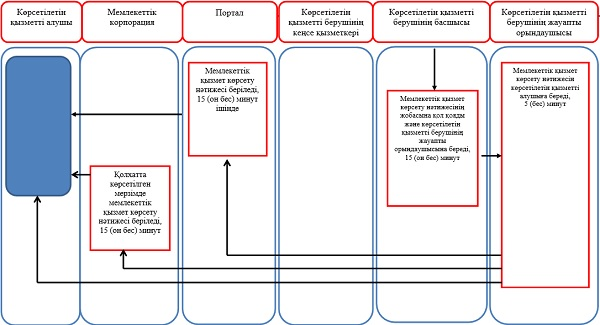 Көрсетілетін
қызметті алушы
Мемлекеттік
корпорация
Портал
Көрсетілетін
қызметті берушінің
кеңсе қызметкері
Көрсетілетін қызметті
берушінің басшысы
Көрсетілетін қызметті
берушінің жауапты
орындаушысы
Мемлекеттік
қызмет көрсету
нәтижесі беріледі,
15 (он бес) минут
ішінде
Қолхатта
көрсетілген
мерзімде
мемлекеттік
қызмет көрсету
нәтижесі беріледі,
15 (он бес) минут
Мемлекеттік қызмет
көрсету нәтижесінің
жобасына қол қояды
және көрсетілетін
қызметті берушінің
жауапты
орындаушысына береді,
15 (он бес) минут
Мемлекеттік қызмет
көрсету нәтижесін
көрсетілетін қызметті
алушыға береді,
5 (бес) минут